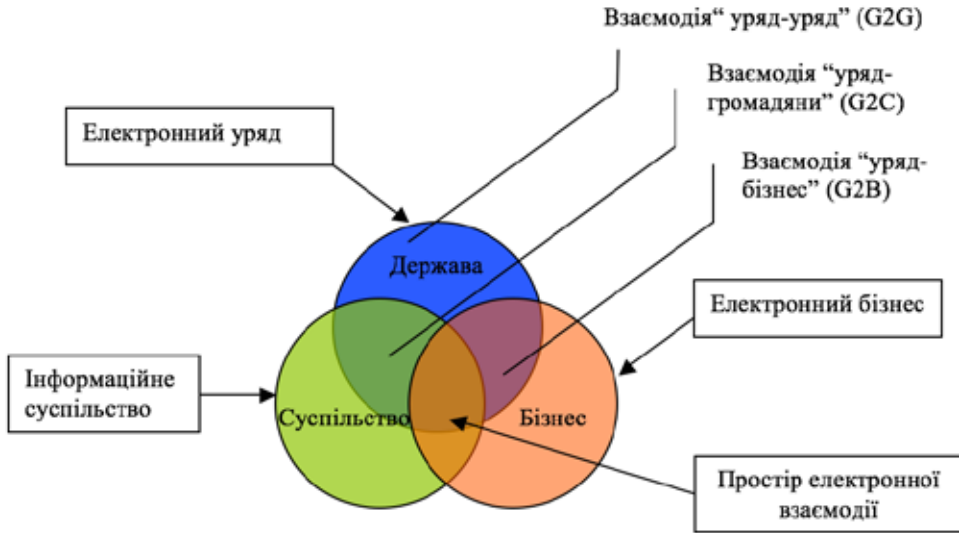 Взаємодія“ уряд-уряд” (G2G)
Взаємодія “уряд-
громадяни” (G2C)
Електронний уряд
Взаємодія “уряд-
бізнес” (G2B)
Держава
Електронний бізнес
Інформаційне
суспільство
Суспільство
Бізнес
Простір електронної
взаємодії